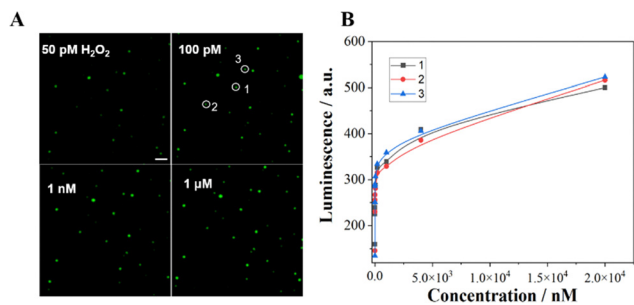 A
50 pM H₂O₂
100 pM
3
1
2
1 nM
1 μM
B
600
500
400
300
200
Luminescence / a.u.
1
2
3
0.0
5.0×10³
1.0×10⁴
1.5×10⁴
2.0×10⁴
Concentration / nM